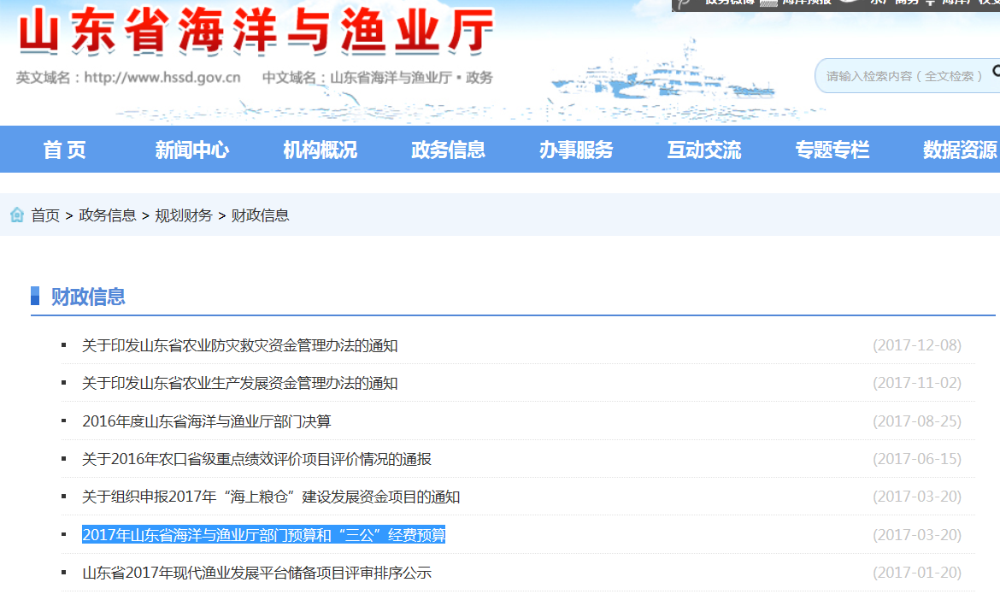 政务微博 海洋预报 水产商务
山东省海洋与渔业厅
英文域名：http://www.hssd.gov.cn 中文域名：山东省海洋与渔业厅·政务
请输入检索内容（全文检索）
首 页 新闻中心 机构概况 政务信息 办事服务 互动交流 专题专栏 数据资源
首页 > 政务信息 > 规划财务 > 财政信息
财政信息
关于印发山东省农业防灾救灾资金管理办法的通知 (2017-12-08)
关于印发山东省农业生产发展资金管理办法的通知 (2017-11-02)
2016年度山东省海洋与渔业厅部门决算 (2017-08-25)
关于2016年农口省级重点绩效评价项目评价情况的通报 (2017-06-15)
关于组织申报2017年“海上粮仓”建设发展资金项目的通知 (2017-03-20)
2017年山东省海洋与渔业厅部门预算和“三公”经费预算 (2017-03-20)
山东省2017年现代渔业发展平台储备项目评审排序公示 (2017-01-20)